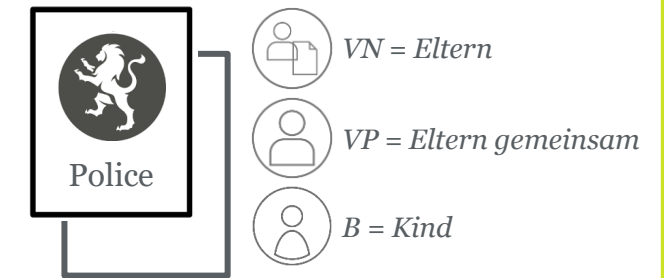 Police
VN = Eltern
VP = Eltern gemeinsam
B = Kind